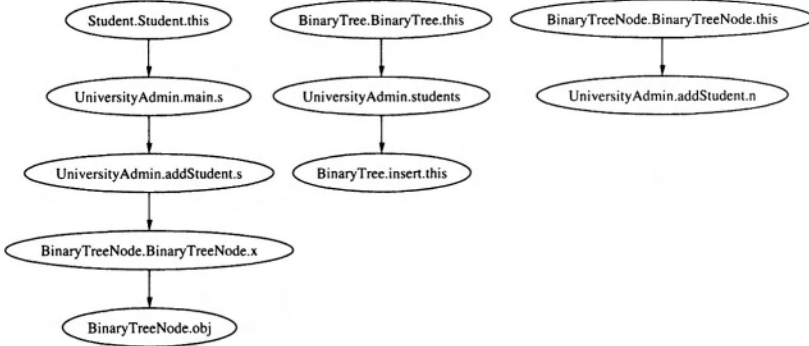 Student.Student.this
BinaryTree.BinaryTree.this
BinaryTreeNode.BinaryTreeNode.this
UniversityAdmin.main.s
UniversityAdmin.students
UniversityAdmin.addStudent.n
UniversityAdmin.addStudent.s
BinaryTree.insert.this
BinaryTreeNode.BinaryTreeNode.x
BinaryTreeNode.obj